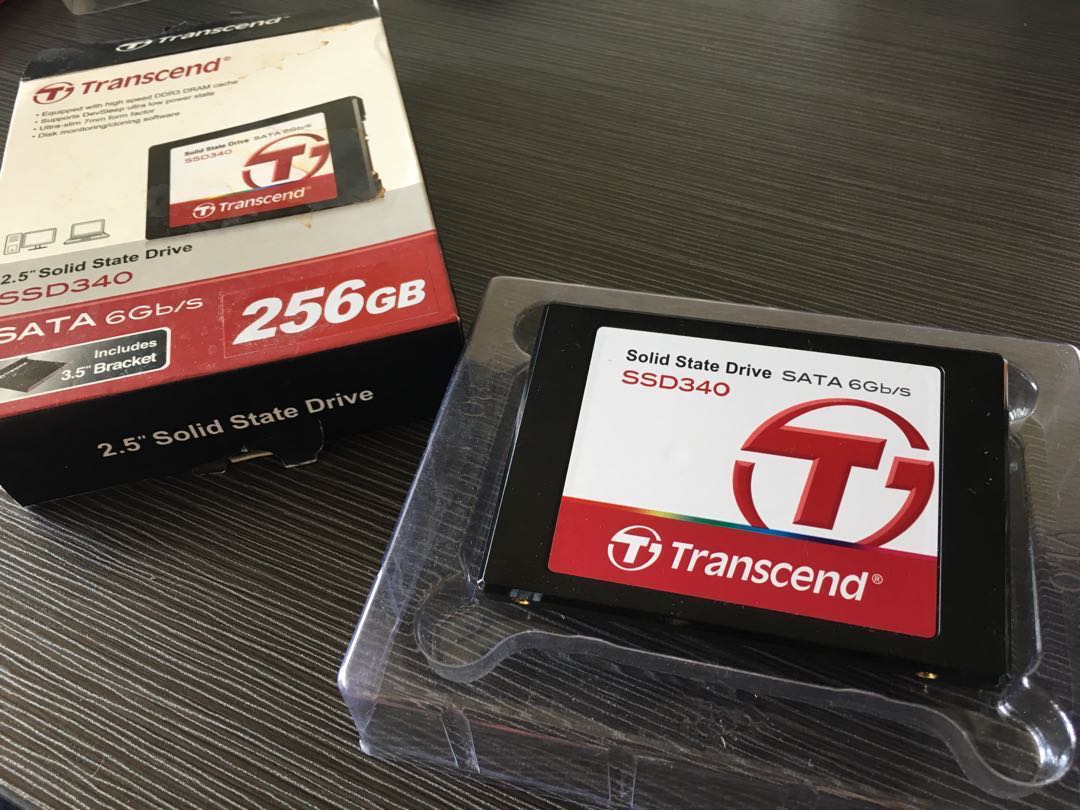 Transcend
Transcend®
• Equipped with high speed DDR3 DRAM cache
• Supports DevSleep ultra low power state
• Ultra-slim 7mm form factor
• Disk monitoring/cloning software
Solid State Drive SATA 6Gb/s
SSD340
Transcend®
2.5" Solid State Drive
SSD340
SATA 6Gb/s
256GB
Includes
3.5" Bracket
2.5" Solid State Drive
Solid State Drive SATA 6Gb/s
SSD340
Transcend®